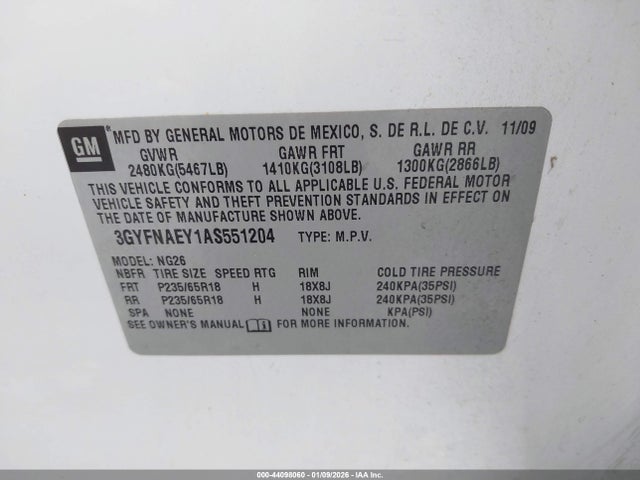 GM
MFD BY GENERAL MOTORS DE MEXICO, S. DE R.L. DE C.V. 11/09
GVWR GAWR FRT GAWR RR
2480KG(5467LB) 1410KG(3108LB) 1300KG(2866LB)
THIS VEHICLE CONFORMS TO ALL APPLICABLE U.S. FEDERAL MOTOR
VEHICLE SAFETY AND THEFT PREVENTION STANDARDS IN EFFECT ON
THE DATE OF MANUFACTURE SHOWN ABOVE.
3GYFNAEY1AS551204 TYPE: M.P.V.
MODEL: NG26
NBFR TIRE SIZE SPEED RTG RIM COLD TIRE PRESSURE
FRT P235/65R18 H 18X8J 240KPA(35PSI)
RR P235/65R18 H 18X8J 240KPA(35PSI)
SPA NONE NONE KPA(PSI)
SEE OWNER'S MANUAL FOR MORE INFORMATION.
000-44098060 - 01/09/2026 - IAAI.com